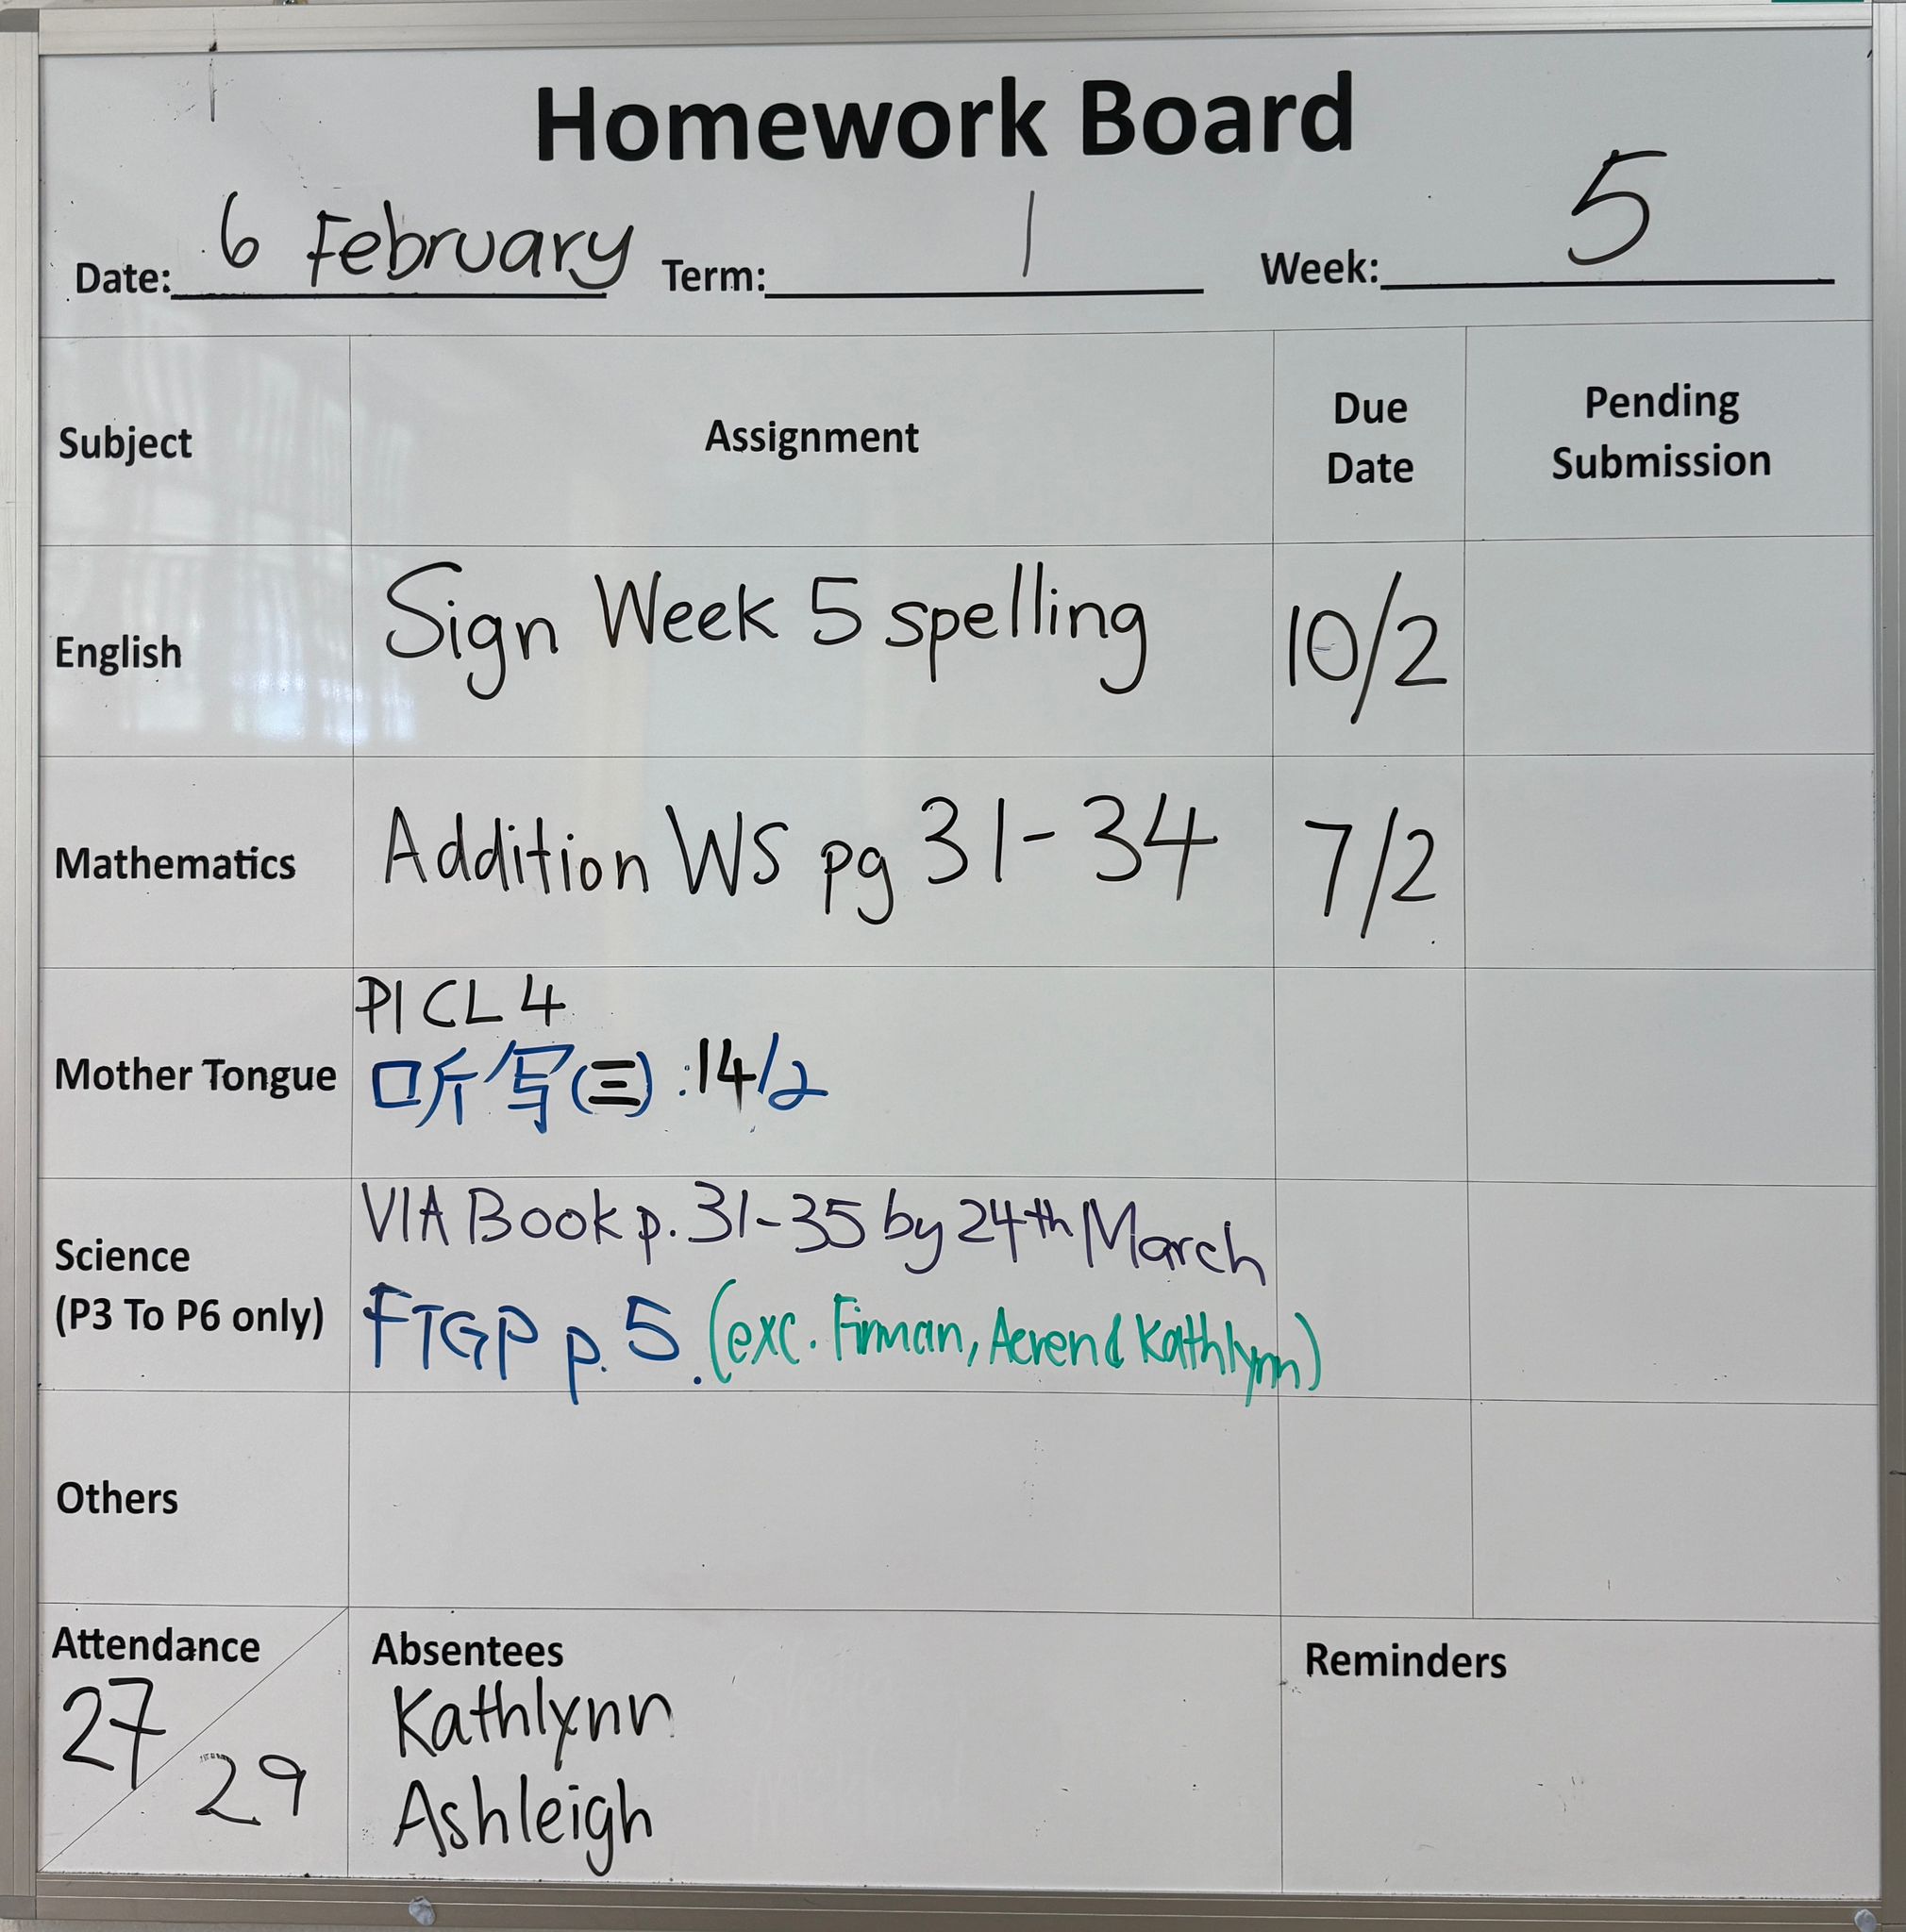 Homework Board
Date: 6 February Term: 1 Week: 5
Subject Assignment Due Date Pending Submission
English Sign Week 5 spelling 10/2
Mathematics Addition WS pg 31-34 7/2
Mother Tongue
PI CL 4
听写(三):14/2
Science
(P3 To P6 only)
VIA Book p. 31-35 by 24th March
FTGP p. 5. (exc. Firman, Aerend Kathlynn)
Others
Attendance
27/29
Absentees
Kathlynn
Ashleigh
Reminders